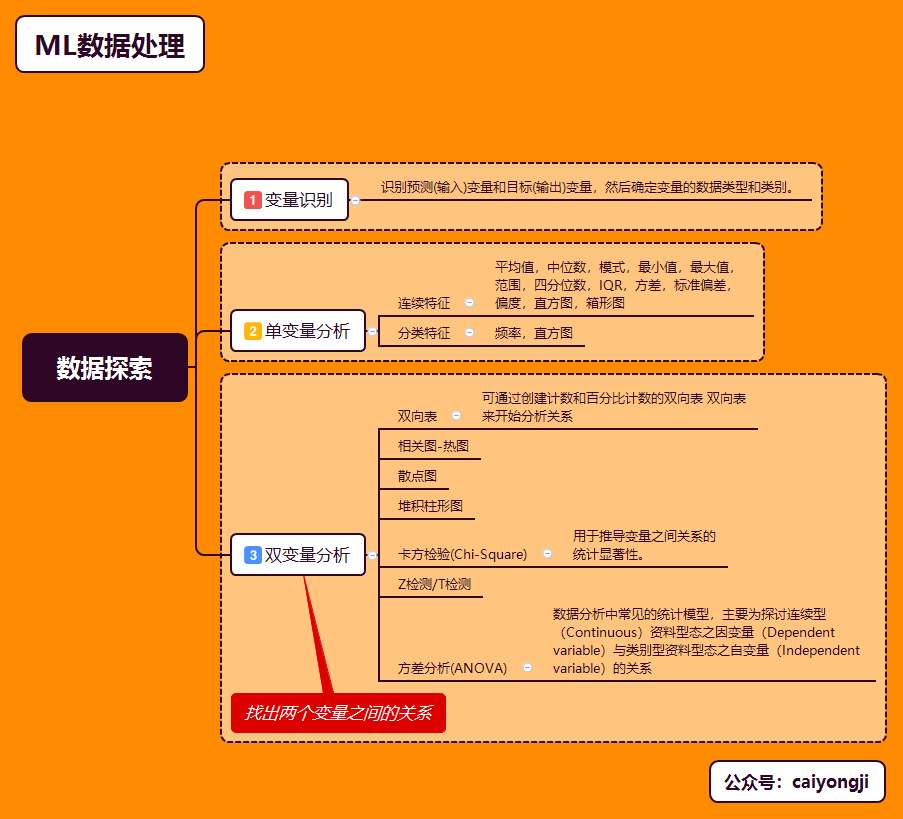 ML数据处理
数据探索
1 变量识别
识别预测(输入)变量和目标(输出)变量，然后确定变量的数据类型和类别。
2 单变量分析
连续特征
平均值，中位数，模式，最小值，最大值，
范围，四分位数，IQR，方差，标准偏差，
偏度，直方图，箱形图
分类特征
频率，直方图
3 双变量分析
双向表
可通过创建计数和百分比计数的双向表 双向表
来开始分析关系
相关图-热图
散点图
堆积柱形图
卡方检验(Chi-Square)
用于推导变量之间关系的
统计显著性。
Z检测/T检测
方差分析(ANOVA)
数据分析中常见的统计模型，主要为探讨连续型
（Continuous）资料型态之因变量（Dependent
variable）与类别型资料型态之自变量（Independent
variable）的关系
找出两个变量之间的关系
公众号：caiyongji